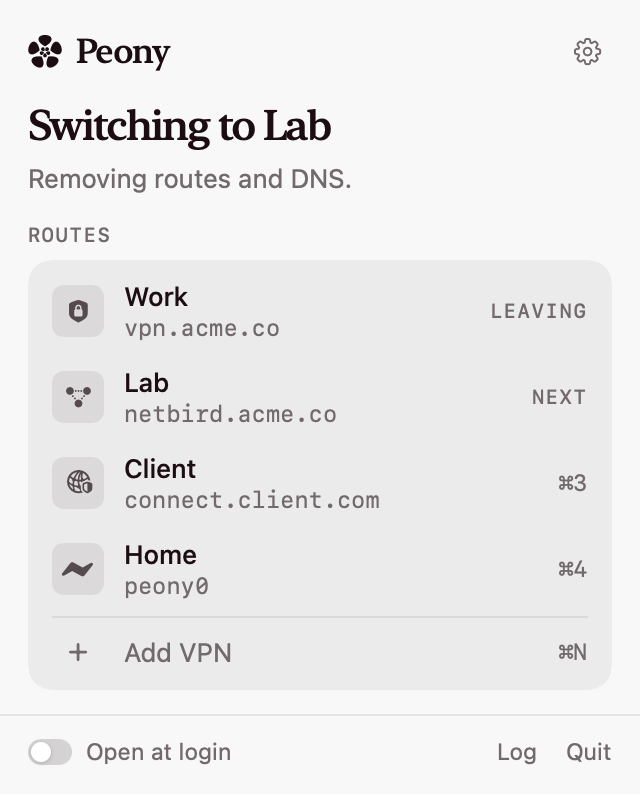 Peony
Switching to Lab
Removing routes and DNS.
ROUTES
Work
vpn.acme.co
LEAVING
Lab
netbird.acme.co
NEXT
Client
connect.client.com
⌘3
Home
peony0
⌘4
+ Add VPN
⌘N
Open at login
Log
Quit